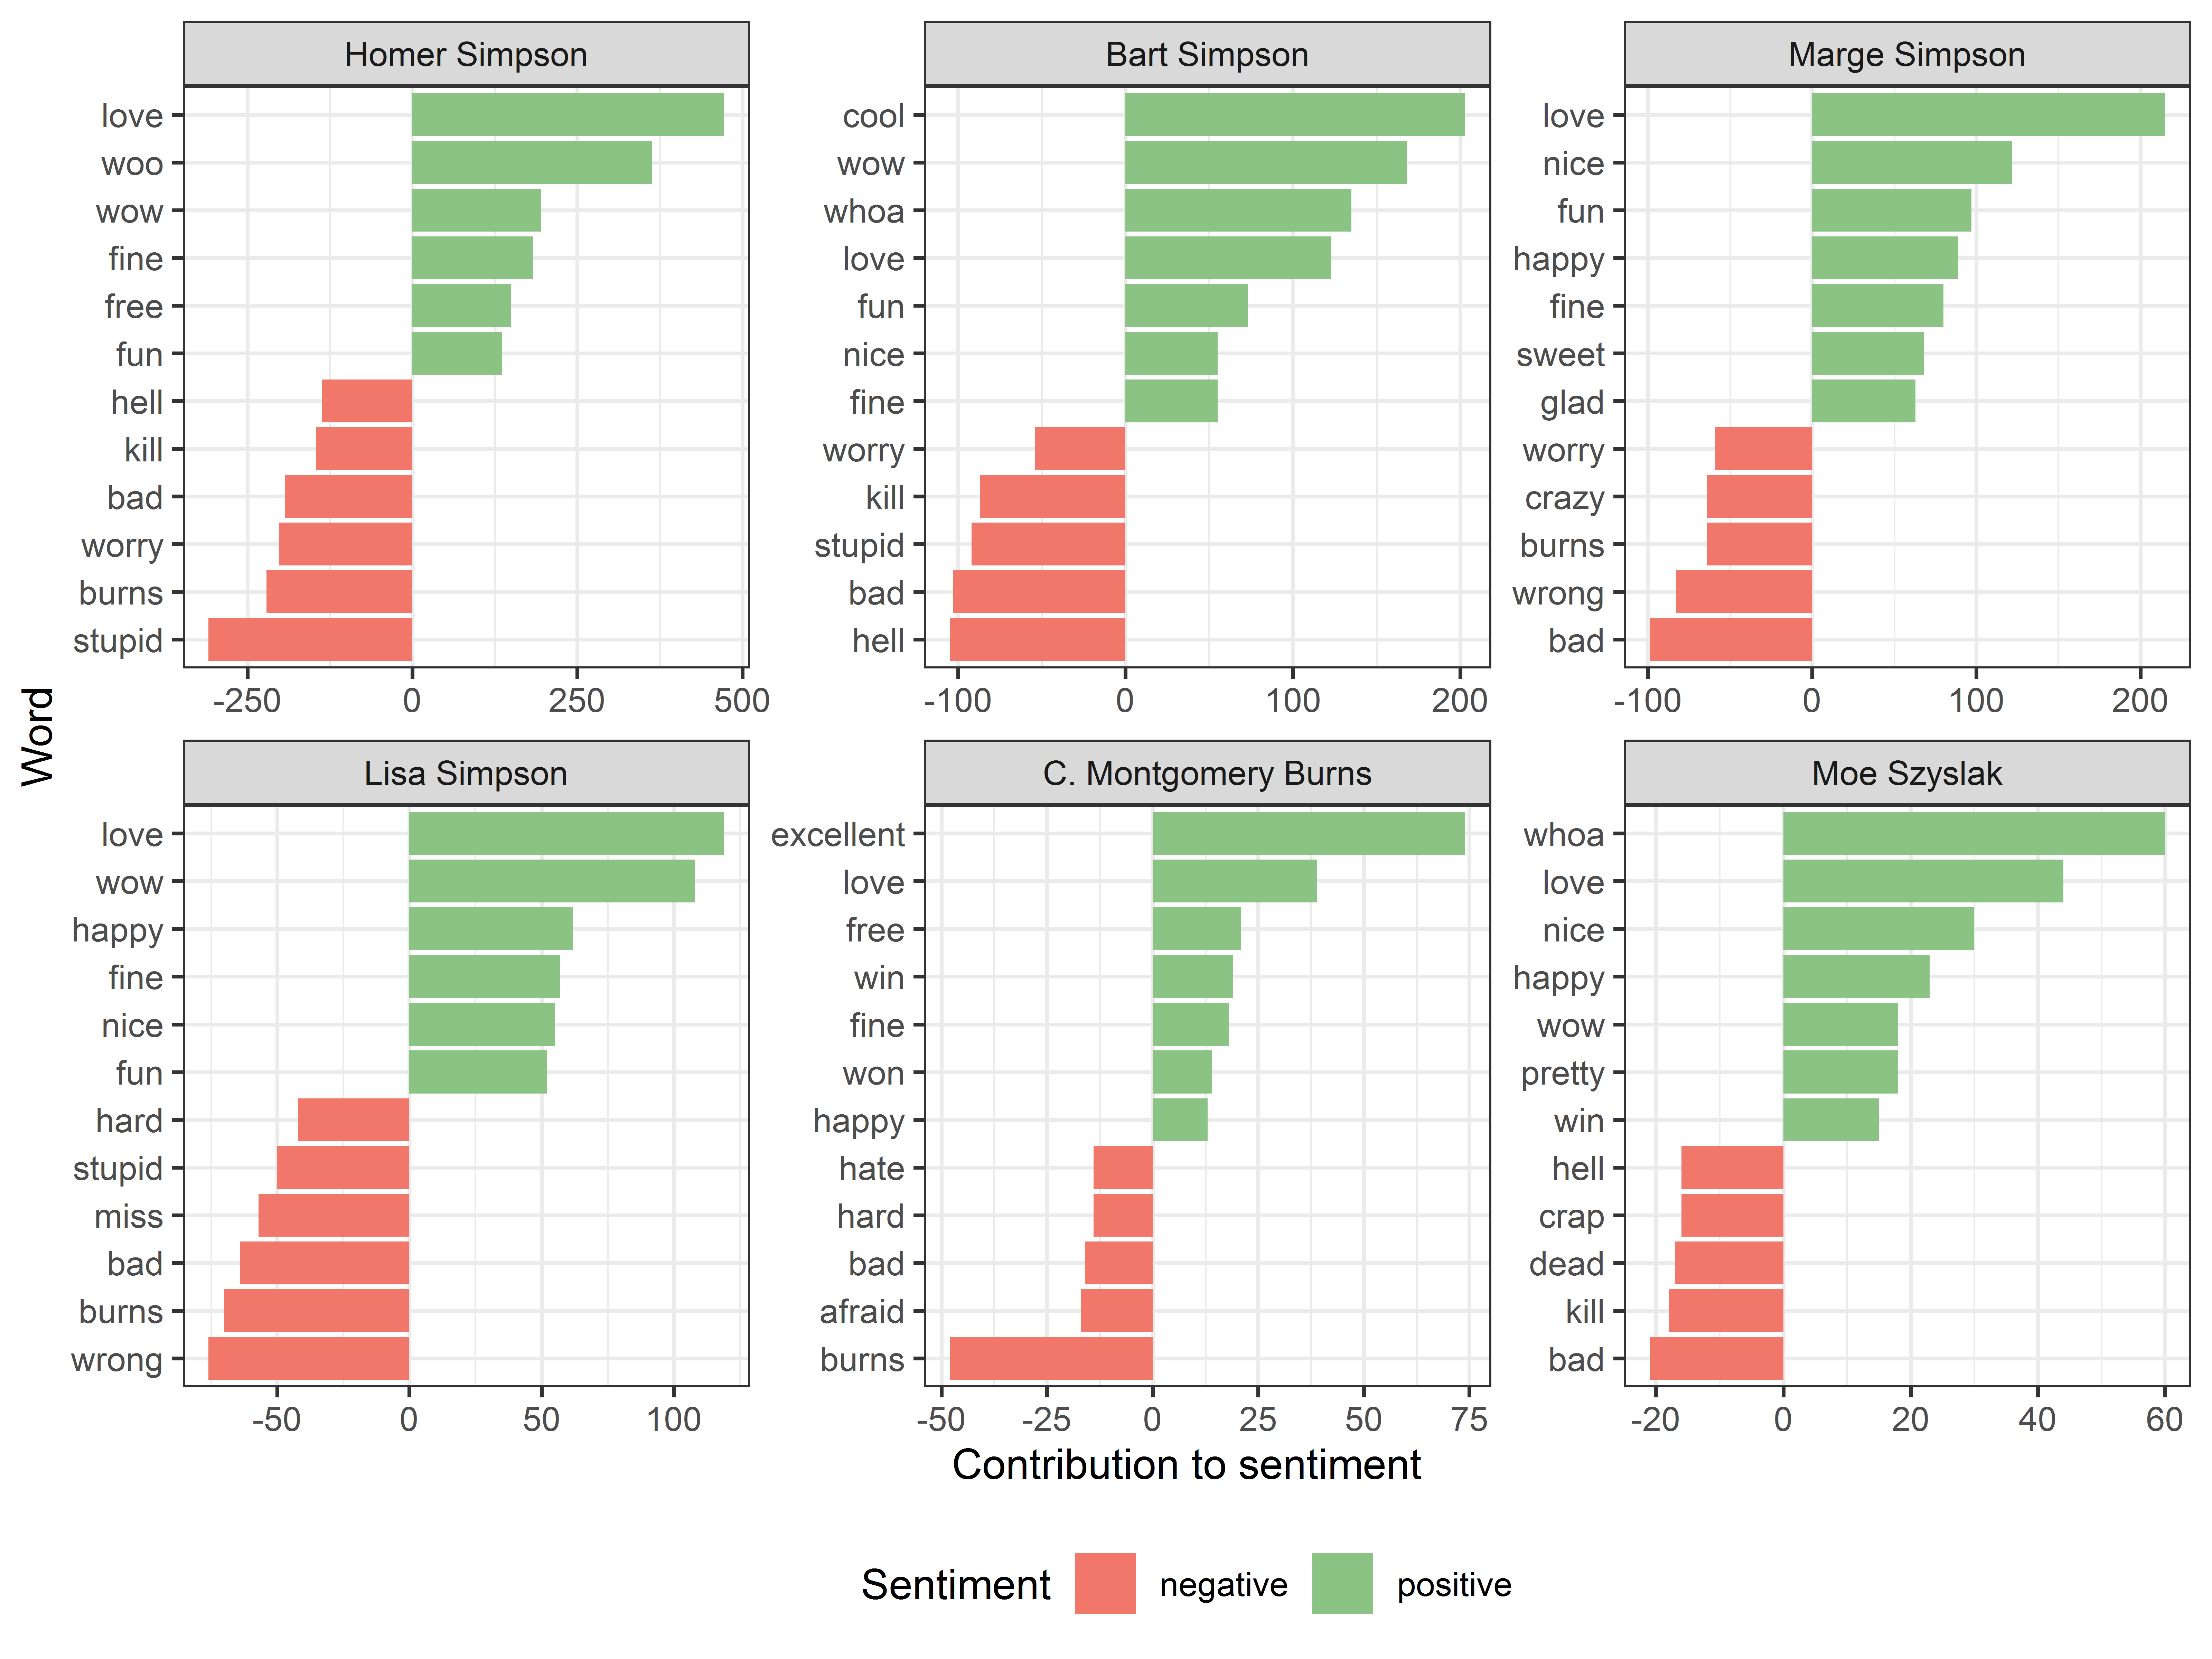 Homer Simpson
love
woo
wow
fine
free
fun
hell
kill
bad
worry
burns
stupid
-250 0 250 500
Bart Simpson
cool
wow
whoa
love
fun
nice
fine
worry
kill
stupid
bad
hell
-100 0 100 200
Marge Simpson
love
nice
fun
happy
fine
sweet
glad
worry
crazy
burns
wrong
bad
-100 0 100 200
Word
Lisa Simpson
love
wow
happy
fine
nice
fun
hard
stupid
miss
bad
burns
wrong
-50 0 50 100
C. Montgomery Burns
excellent
love
free
win
fine
won
happy
hate
hard
bad
afraid
burns
-50 -25 0 25 50 75
Moe Szyslak
whoa
love
nice
happy
wow
pretty
win
hell
crap
dead
kill
bad
-20 0 20 40 60
Contribution to sentiment
Sentiment negative positive